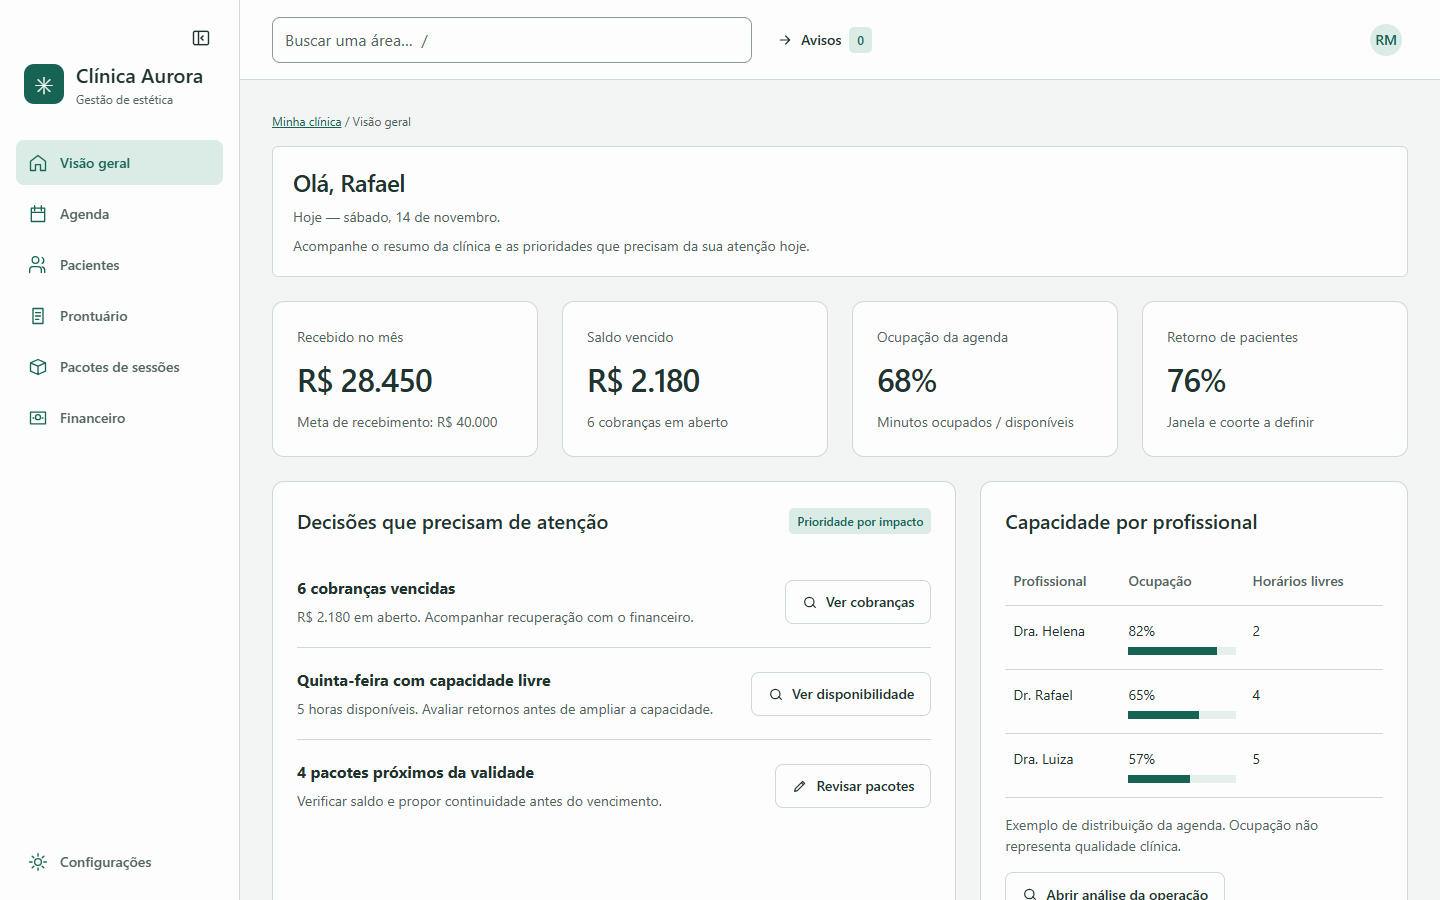 Clínica Aurora
Gestão de estética
Visão geral
Agenda
Pacientes
Prontuário
Pacotes de sessões
Financeiro
Configurações
Buscar uma área... /
Avisos 0
RM
Minha clínica / Visão geral
Olá, Rafael
Hoje — sábado, 14 de novembro.
Acompanhe o resumo da clínica e as prioridades que precisam da sua atenção hoje.
Recebido no mês
R$ 28.450
Meta de recebimento: R$ 40.000
Saldo vencido
R$ 2.180
6 cobranças em aberto
Ocupação da agenda
68%
Minutos ocupados / disponíveis
Retorno de pacientes
76%
Janela e coorte a definir
Decisões que precisam de atenção
Prioridade por impacto
6 cobranças vencidas
R$ 2.180 em aberto. Acompanhar recuperação com o financeiro.
Ver cobranças
Quinta-feira com capacidade livre
5 horas disponíveis. Avaliar retornos antes de ampliar a capacidade.
Ver disponibilidade
4 pacotes próximos da validade
Verificar saldo e propor continuidade antes do vencimento.
Revisar pacotes
Capacidade por profissional
Profissional Ocupação Horários livres
Dra. Helena 82% 2
Dr. Rafael 65% 4
Dra. Luiza 57% 5
Exemplo de distribuição da agenda. Ocupação não
representa qualidade clínica.
Abrir análise da operação